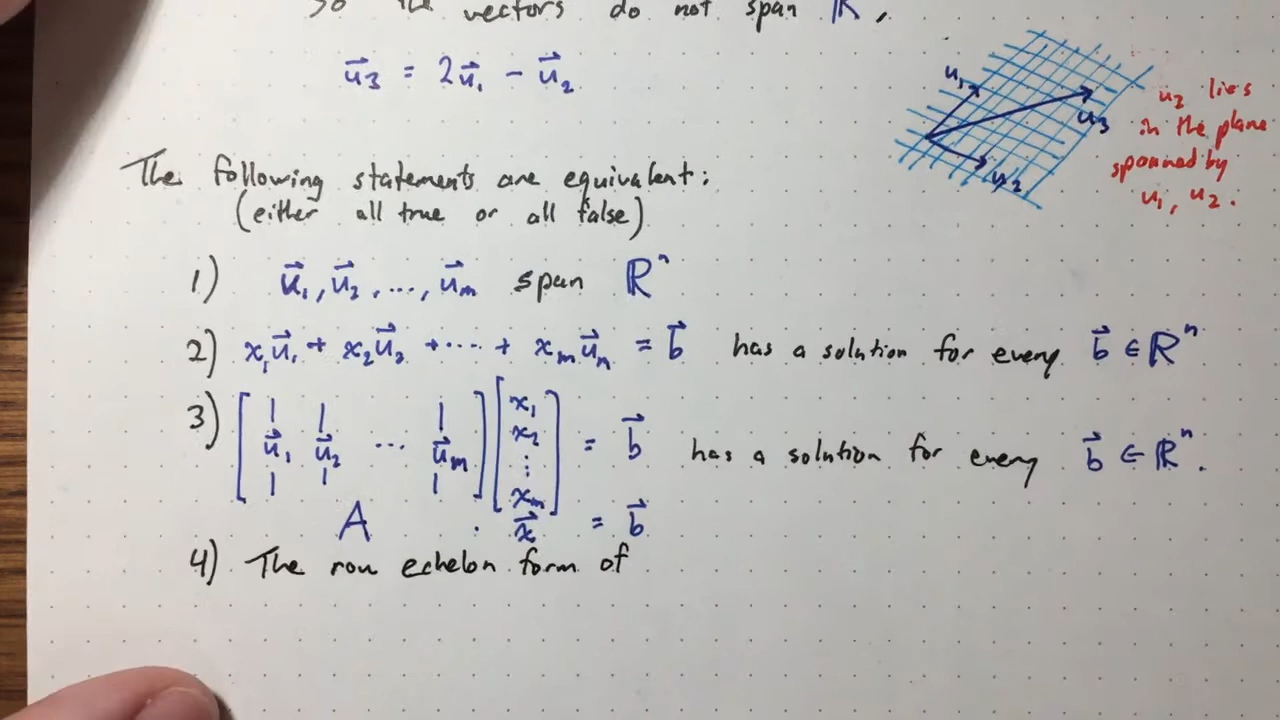 So the vectors do not span ℝ,
u⃗₃ = 2u⃗₁ − u⃗₂
u₁
u₃
u₂
u₂ lies
in the plane
spanned by
u₁, u₂.
The following statements are equivalent:
(either all true or all false)
1) u⃗₁, u⃗₂, ..., u⃗ₘ span ℝⁿ
2) x₁u⃗₁ + x₂u⃗₂ + ⋯ + xₘu⃗ₙ = b⃗ has a solution for every b⃗ ∈ ℝⁿ
3) [u⃗₁ u⃗₂ ⋯ u⃗ₘ] [x₁ x₂ ⋮ xₘ] = b⃗ has a solution for every b⃗ ∈ ℝⁿ.
A · x⃗ = b⃗
4) The row echelon form of